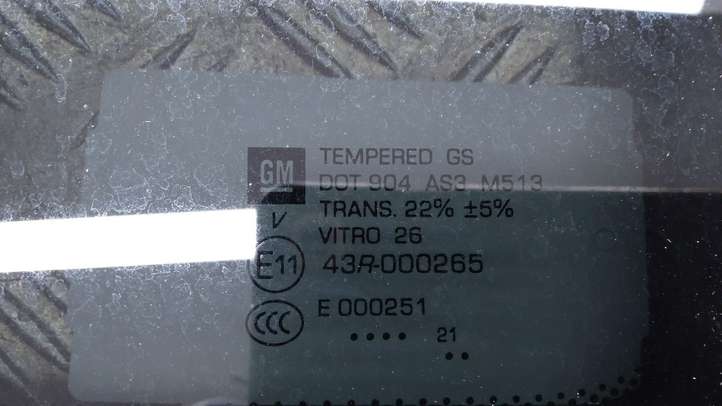 GM
TEMPERED GS
DOT 904 AS3 M513
V
TRANS. 22% ±5%
VITRO 26
E11
43R-000265
CCC
E 000251
•••• 21
••